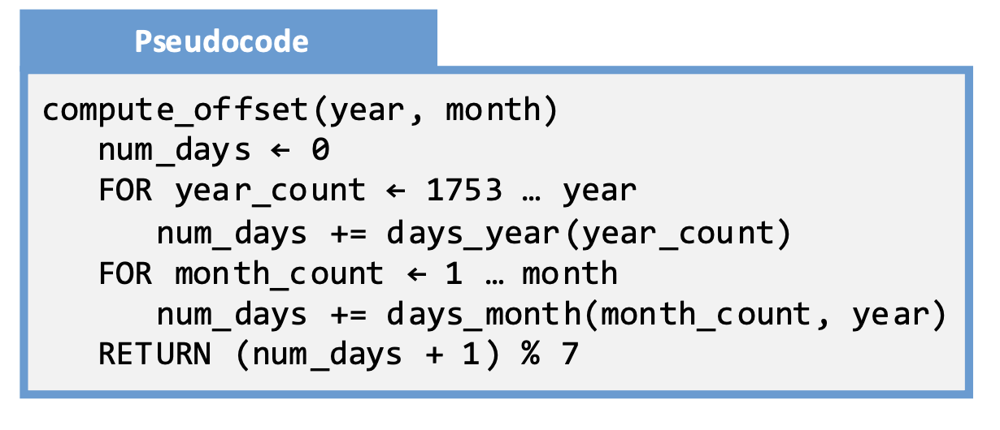 Pseudocode
compute_offset(year, month)
num_days ← 0
FOR year_count ← 1753 … year
num_days += days_year(year_count)
FOR month_count ← 1 … month
num_days += days_month(month_count, year)
RETURN (num_days + 1) % 7